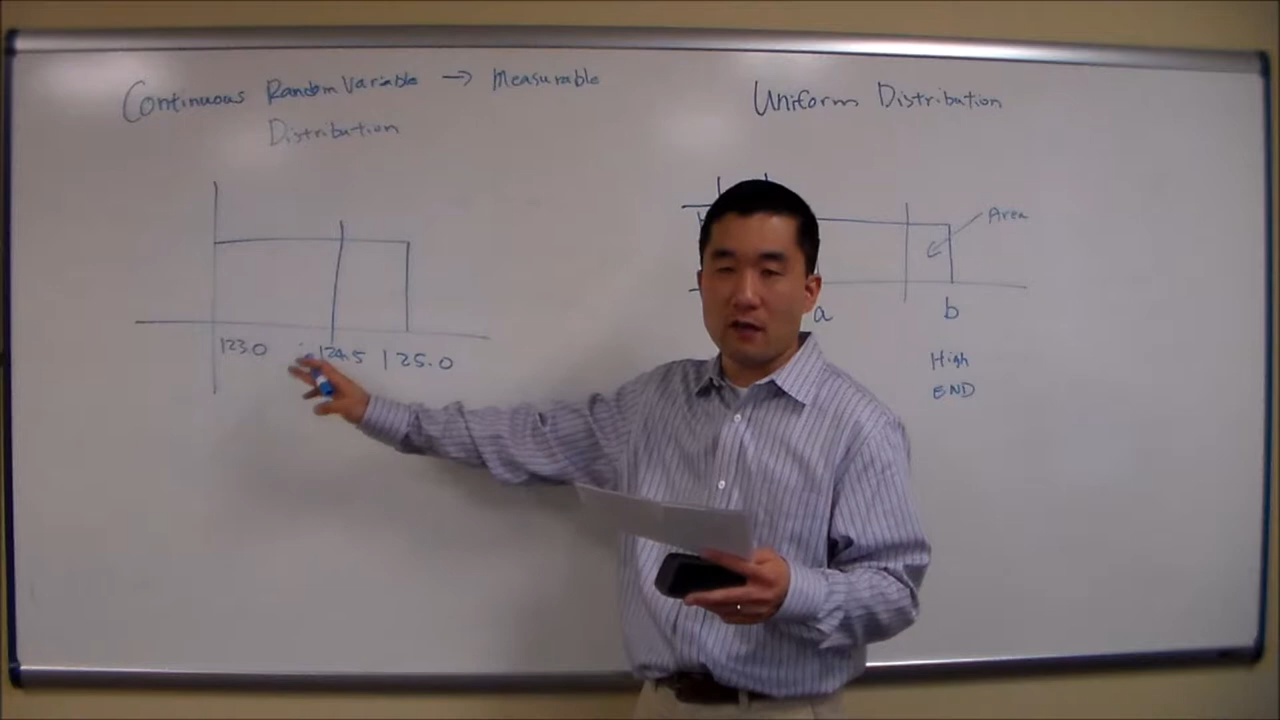 Continuous Random Variable → Measurable
Distribution
Uniform Distribution
Area
123.0 124.5 125.0
a b
High
END